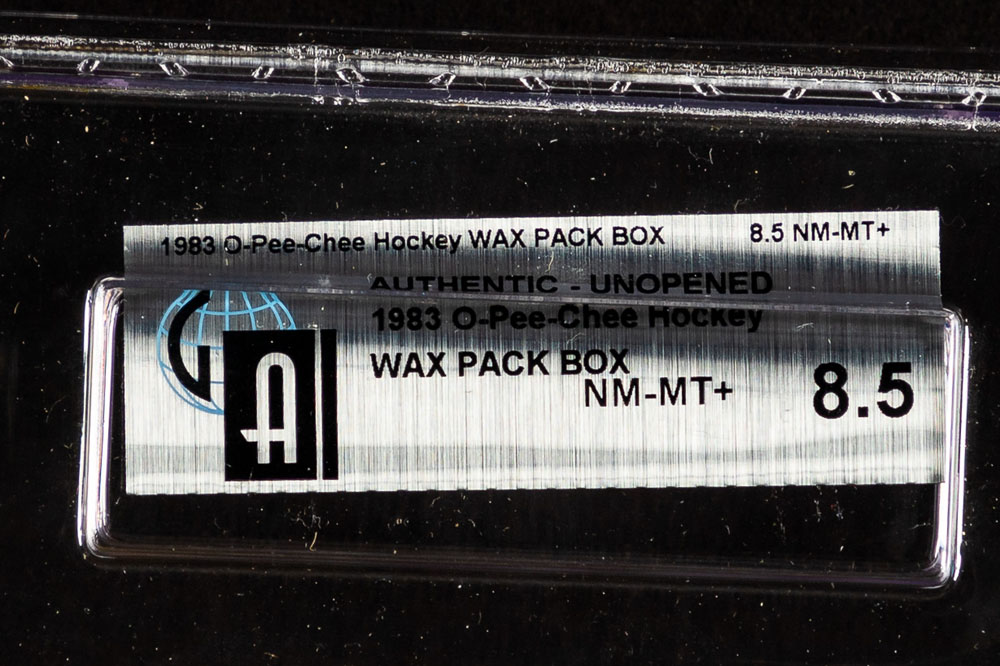 1983 O-Pee-Chee Hockey WAX PACK BOX 8.5 NM-MT+
AUTHENTIC - UNOPENED
1983 O-Pee-Chee Hockey
WAX PACK BOX
NM-MT+
8.5
G
A